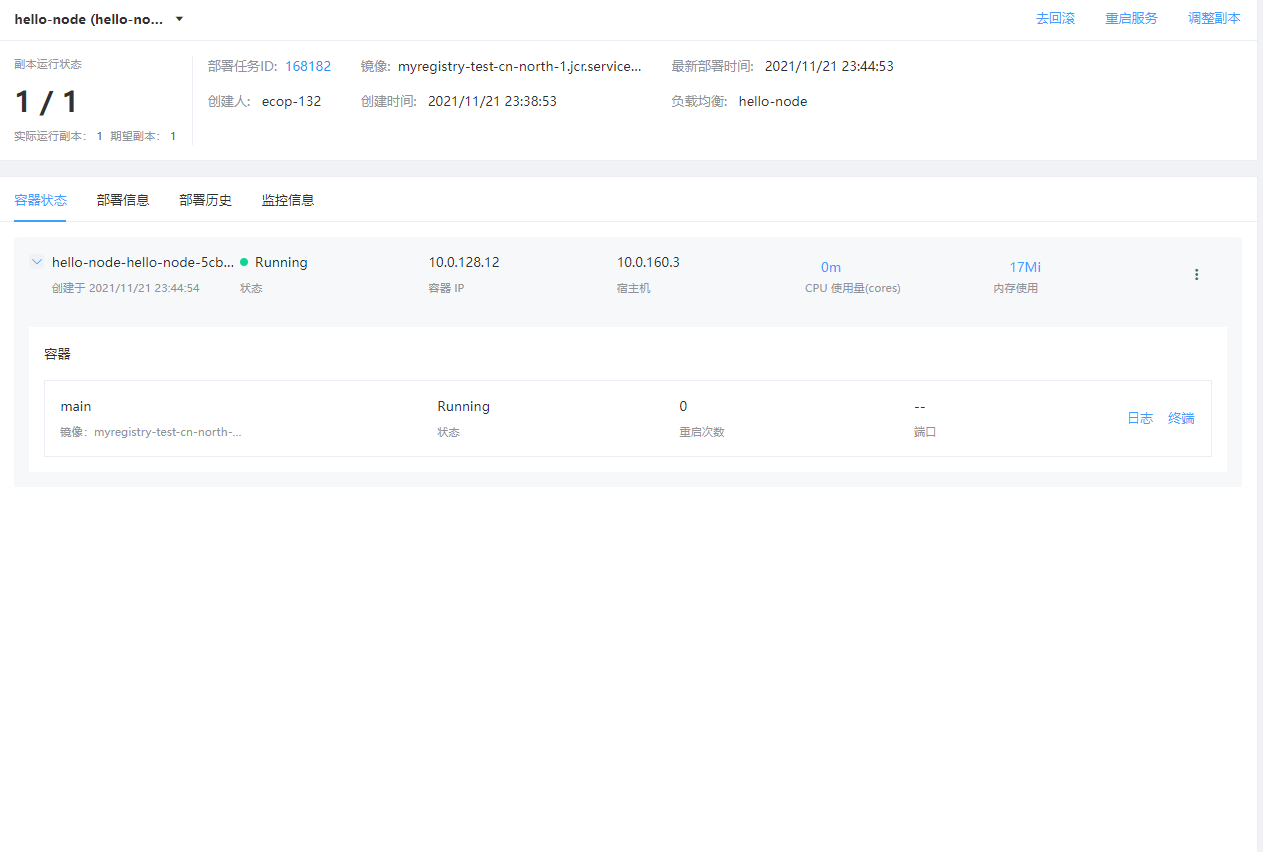 hello-node (hello-no... 去回滚 重启服务 调整副本
副本运行状态
1 / 1
实际运行副本: 1 期望副本: 1
部署任务ID: 168182 镜像: myregistry-test-cn-north-1.jcr.service... 最新部署时间: 2021/11/21 23:44:53
创建人: ecop-132 创建时间: 2021/11/21 23:38:53 负载均衡: hello-node
容器状态 部署信息 部署历史 监控信息
hello-node-hello-node-5cb... Running 10.0.128.12 10.0.160.3 0m 17Mi
创建于 2021/11/21 23:44:54 状态 容器 IP 宿主机 CPU 使用量(cores) 内存使用
容器
main Running 0 --
镜像: myregistry-test-cn-north-... 状态 重启次数 端口
日志 终端